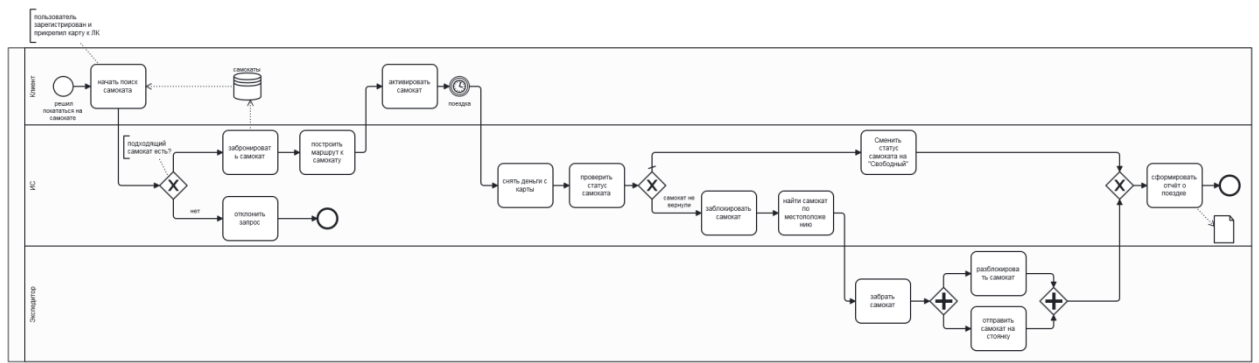 пользователь
зарегистрирован и
прикрепил карту к ЛК
Клиент
решил
покататься на
самокате
начать поиск
самоката
самокаты
активировать
самокат
поездка
ИС
подходящий
самокат есть?
забронироват
ь самокат
построить
маршрут к
самокату
нет
отклонить
запрос
снять деньги с
карты
проверить
статус
самоката
Сменить
статус
самоката на
"Свободный"
самокат не
вернули
заблокировать
самокат
найти самокат
по
местоположе
нию
сформировать
отчёт о
поездке
Экспедитор
забрать
самокат
разблокирова
ть самокат
отправить
самокат на
стоянку